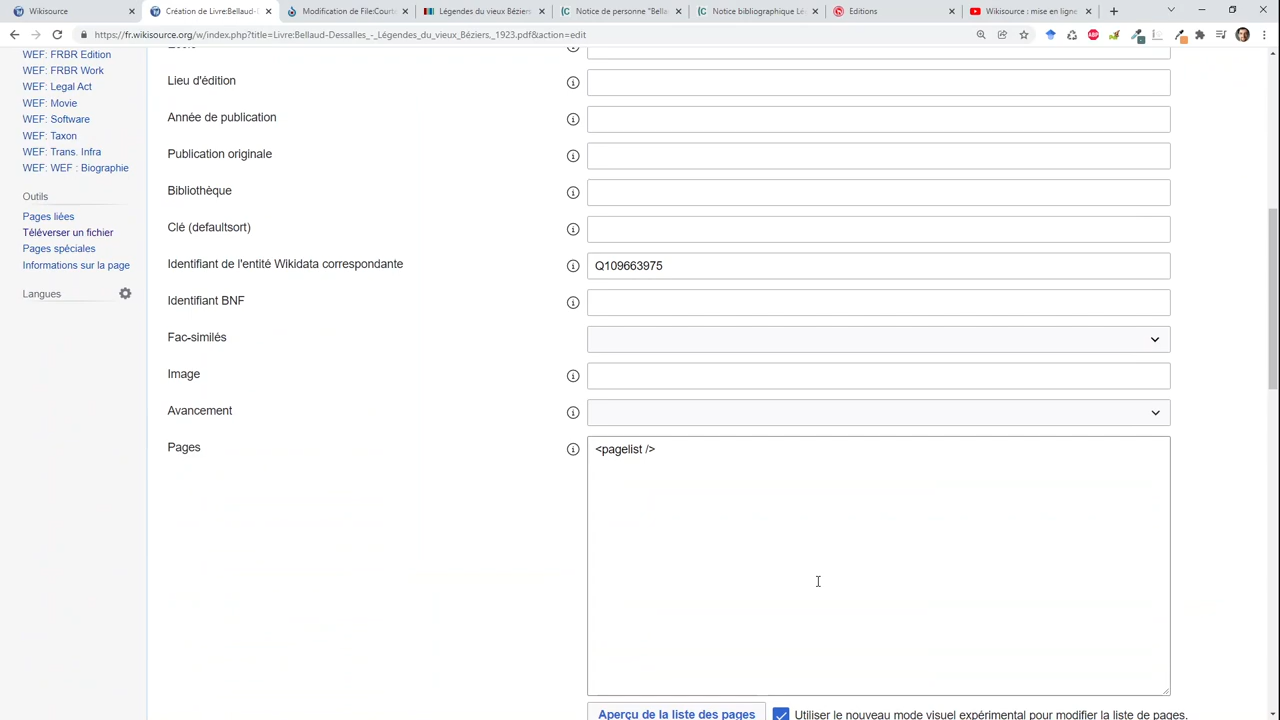 Wikisource
Création de Livre:Bellaud-D
Modification de File:Court
Légendes du vieux Béziers
Notice de personne "Bella
Notice bibliographique Lé
Editions
Wikisource : mise en ligne
https://fr.wikisource.org/w/index.php?title=Livre:Bellaud-Dessalles_-_Légendes_du_vieux_Béziers,_1923.pdf&action=edit
WEF: FRBR Edition
WEF: FRBR Work
WEF: Legal Act
WEF: Movie
WEF: Software
WEF: Taxon
WEF: Trans. Infra
WEF: WEF : Biographie
Outils
Pages liées
Téléverser un fichier
Pages spéciales
Informations sur la page
Langues
Lieu d'édition
Année de publication
Publication originale
Bibliothèque
Clé (defaultsort)
Identifiant de l'entité Wikidata correspondante
Q109663975
Identifiant BNF
Fac-similés
Image
Avancement
Pages
<pagelist />
Aperçu de la liste des pages
Utiliser le nouveau mode visuel expérimental pour modifier la liste de pages.